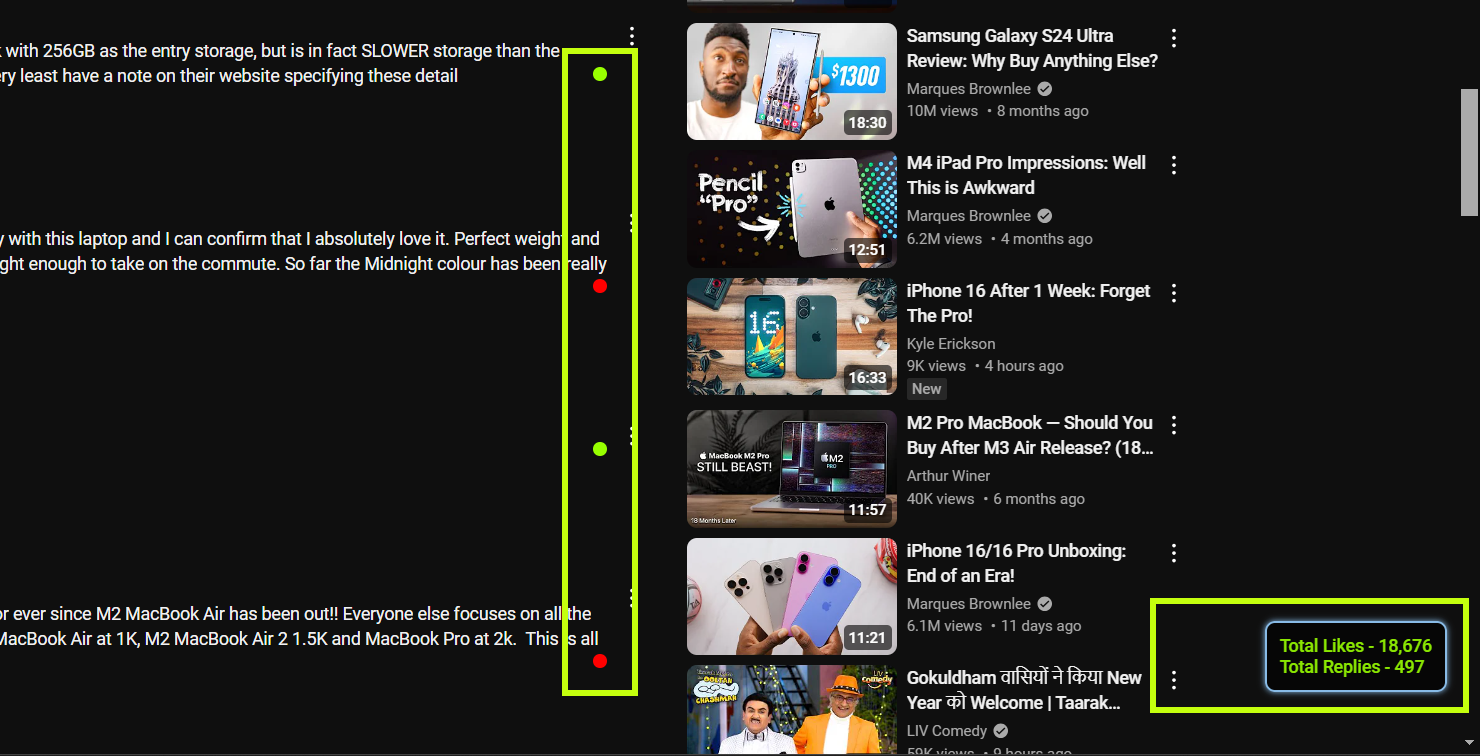 k with 256GB as the entry storage, but is in fact SLOWER storage than the
ery least have a note on their website specifying these detail
y with this laptop and I can confirm that I absolutely love it. Perfect weight and
ght enough to take on the commute. So far the Midnight colour has been really
or ever since M2 MacBook Air has been out!! Everyone else focuses on all the
MacBook Air at 1K, M2 MacBook Air 2 1.5K and MacBook Pro at 2k. This is all
$1300
18:30
Samsung Galaxy S24 Ultra
Review: Why Buy Anything Else?
Marques Brownlee
10M views • 8 months ago
Pencil
“Pro”
12:51
M4 iPad Pro Impressions: Well
This is Awkward
Marques Brownlee
6.2M views • 4 months ago
16
16:33
iPhone 16 After 1 Week: Forget
The Pro!
Kyle Erickson
9K views • 4 hours ago
New
MacBook M2 Pro
STILL BEAST!
M2
PRO
18 Months Later
11:57
M2 Pro MacBook — Should You
Buy After M3 Air Release? (18...
Arthur Winer
40K views • 6 months ago
11:21
iPhone 16/16 Pro Unboxing:
End of an Era!
Marques Brownlee
6.1M views • 11 days ago
LIV
Comedy
Gokuldham वासियों ने किया New
Year को Welcome | Taarak...
LIV Comedy
59K views • 9 hours ago
Total Likes - 18,676
Total Replies - 497